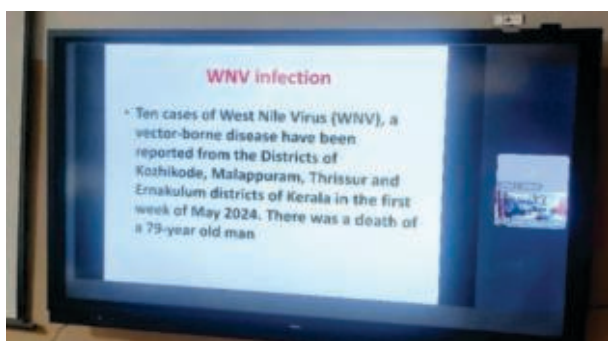 WNV infection
• Ten cases of West Nile Virus (WNV), a
vector-borne disease have been
reported from the Districts of
Kozhikode, Malappuram, Thrissur and
Ernakulum districts of Kerala in the first
week of May 2024. There was a death of
a 79-year old man